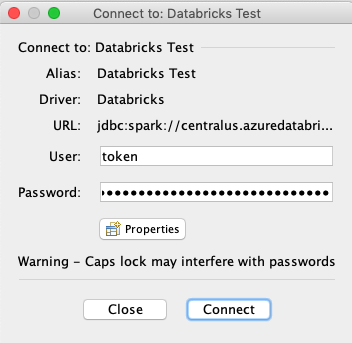 Connect to: Databricks Test
Connect to: Databricks Test
Alias: Databricks Test
Driver: Databricks
URL: jdbc:spark://centralus.azuredatabri...
User: token
Password: ••••••••••••••••••••••••••••••
Properties
Warning – Caps lock may interfere with passwords
Close Connect